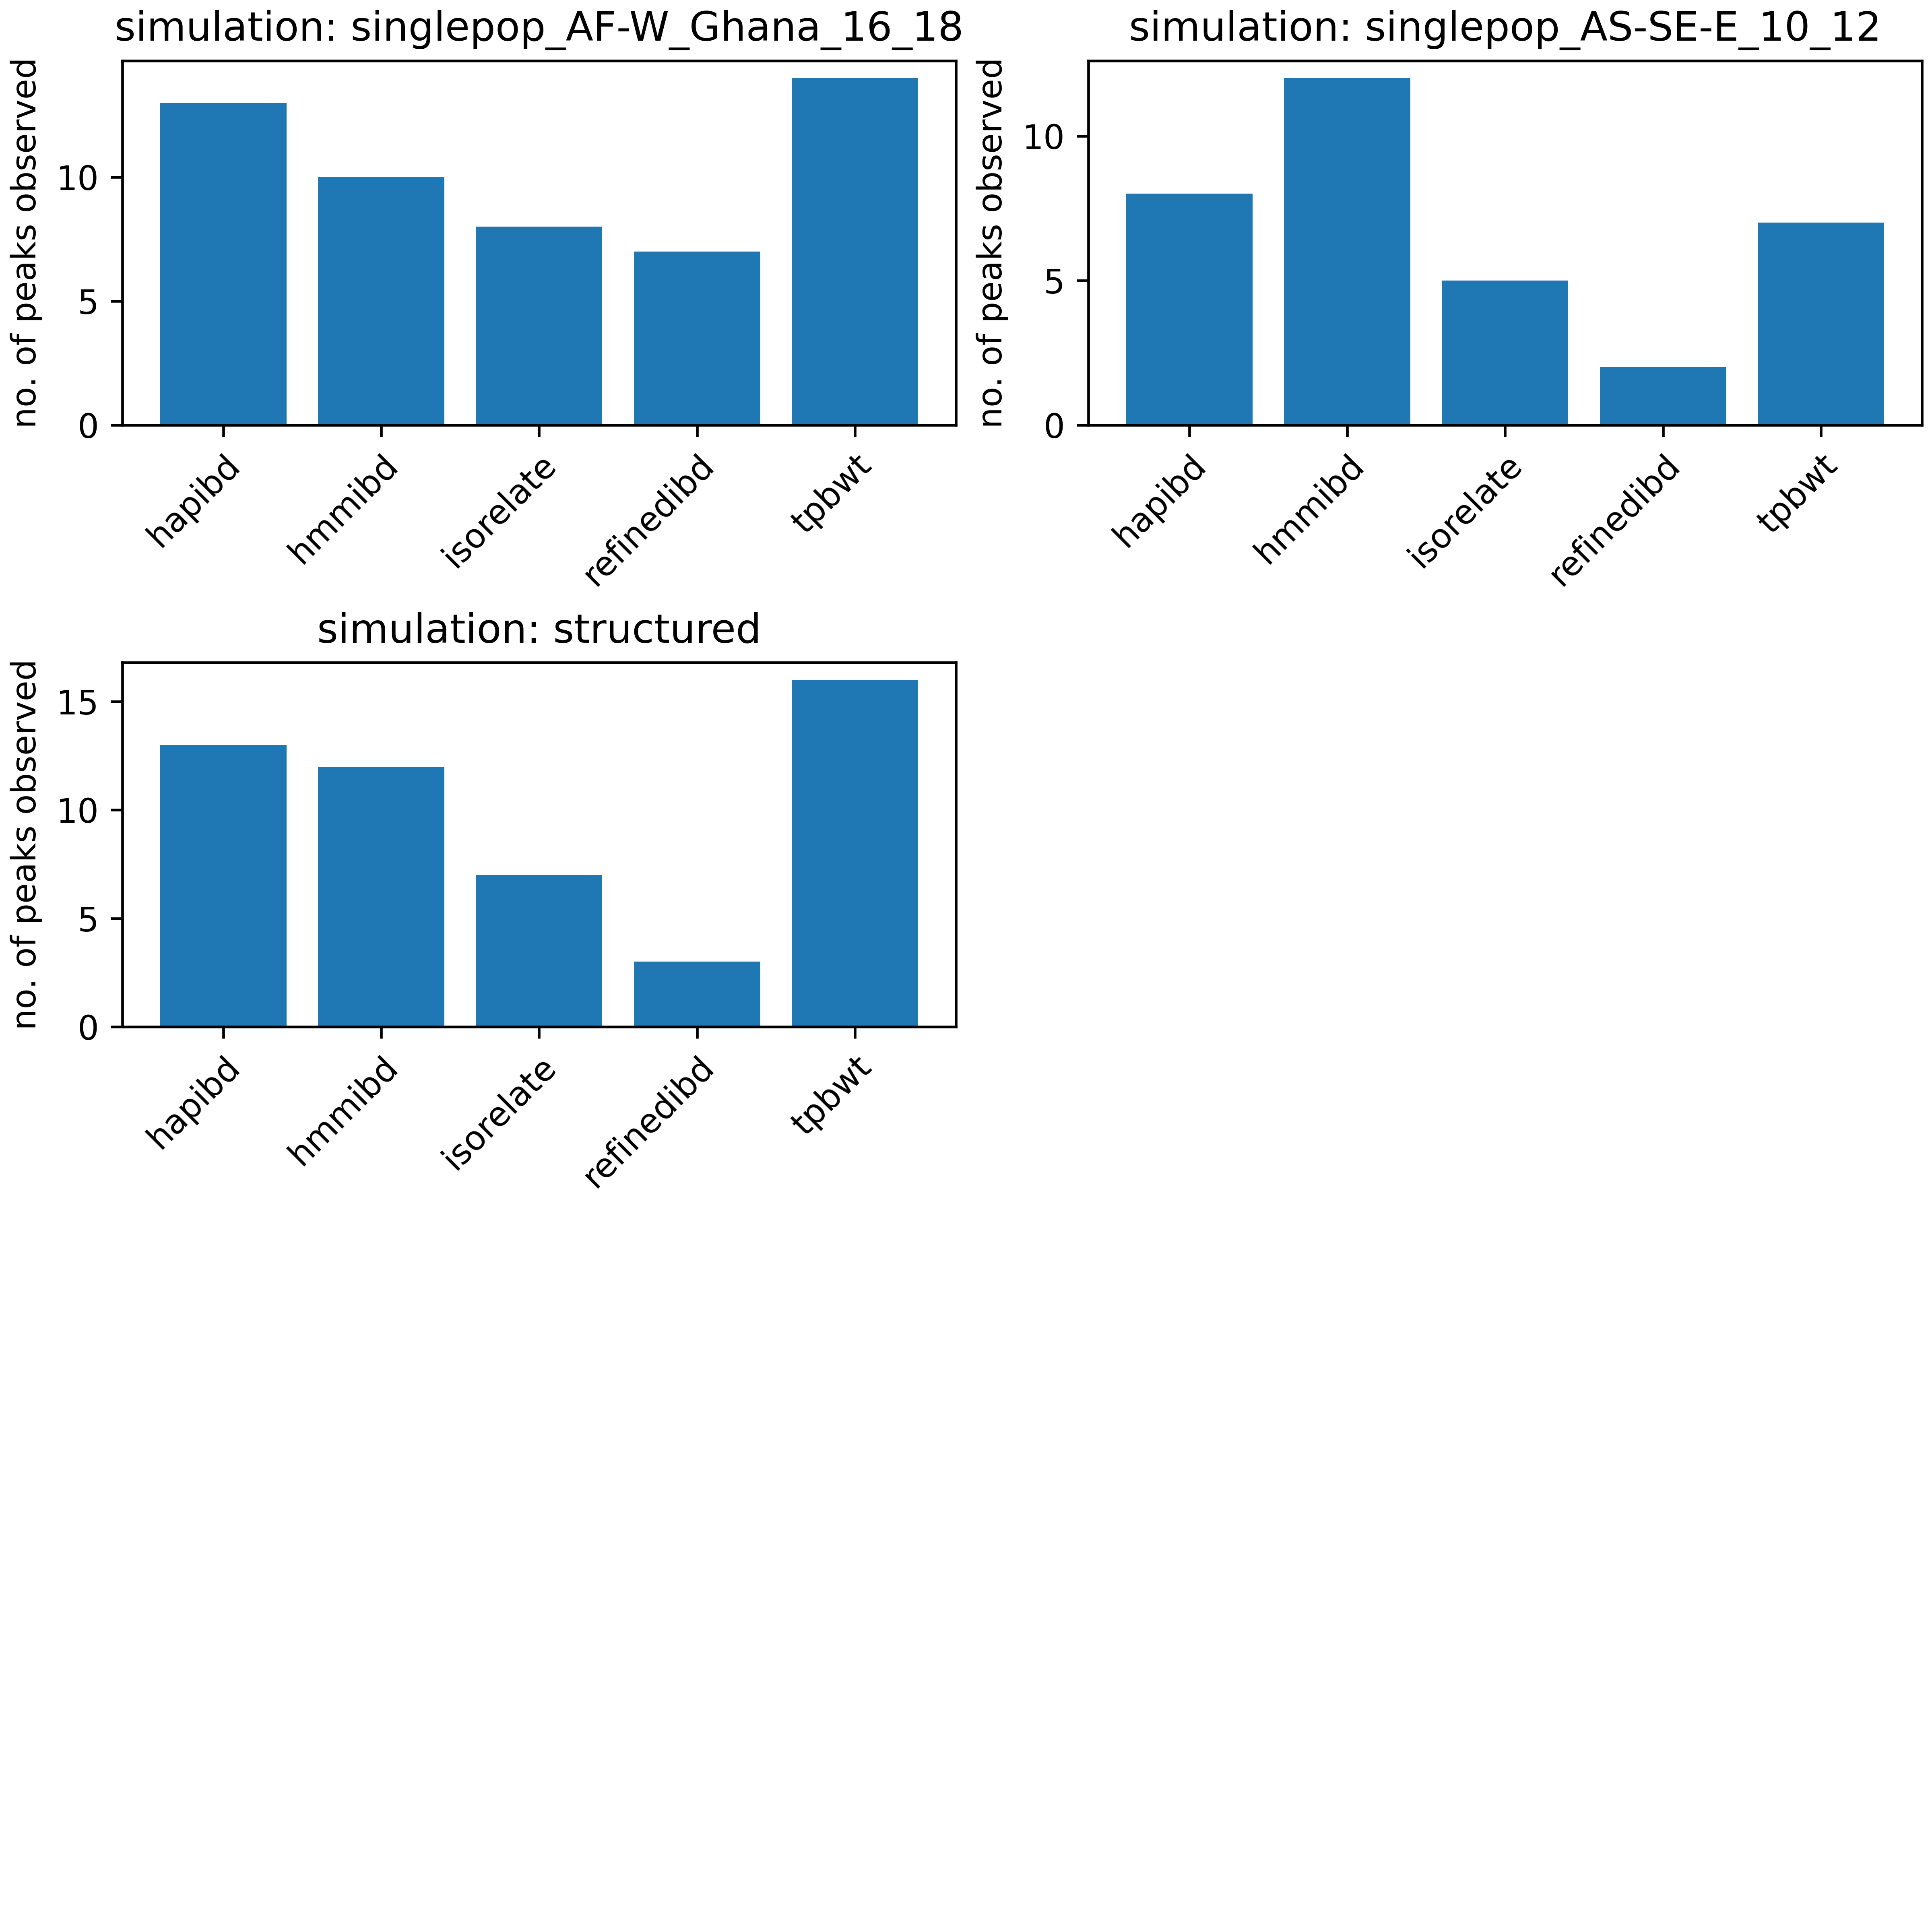 simulation: singlepop_AF-W_Ghana_16_18
no. of peaks observed
10
5
0
hapibd
hmmibd
isorelate
refinedibd
tpbwt
simulation: singlepop_AS-SE-E_10_12
no. of peaks observed
10
5
0
hapibd
hmmibd
isorelate
refinedibd
tpbwt
simulation: structured
no. of peaks observed
15
10
5
0
hapibd
hmmibd
isorelate
refinedibd
tpbwt